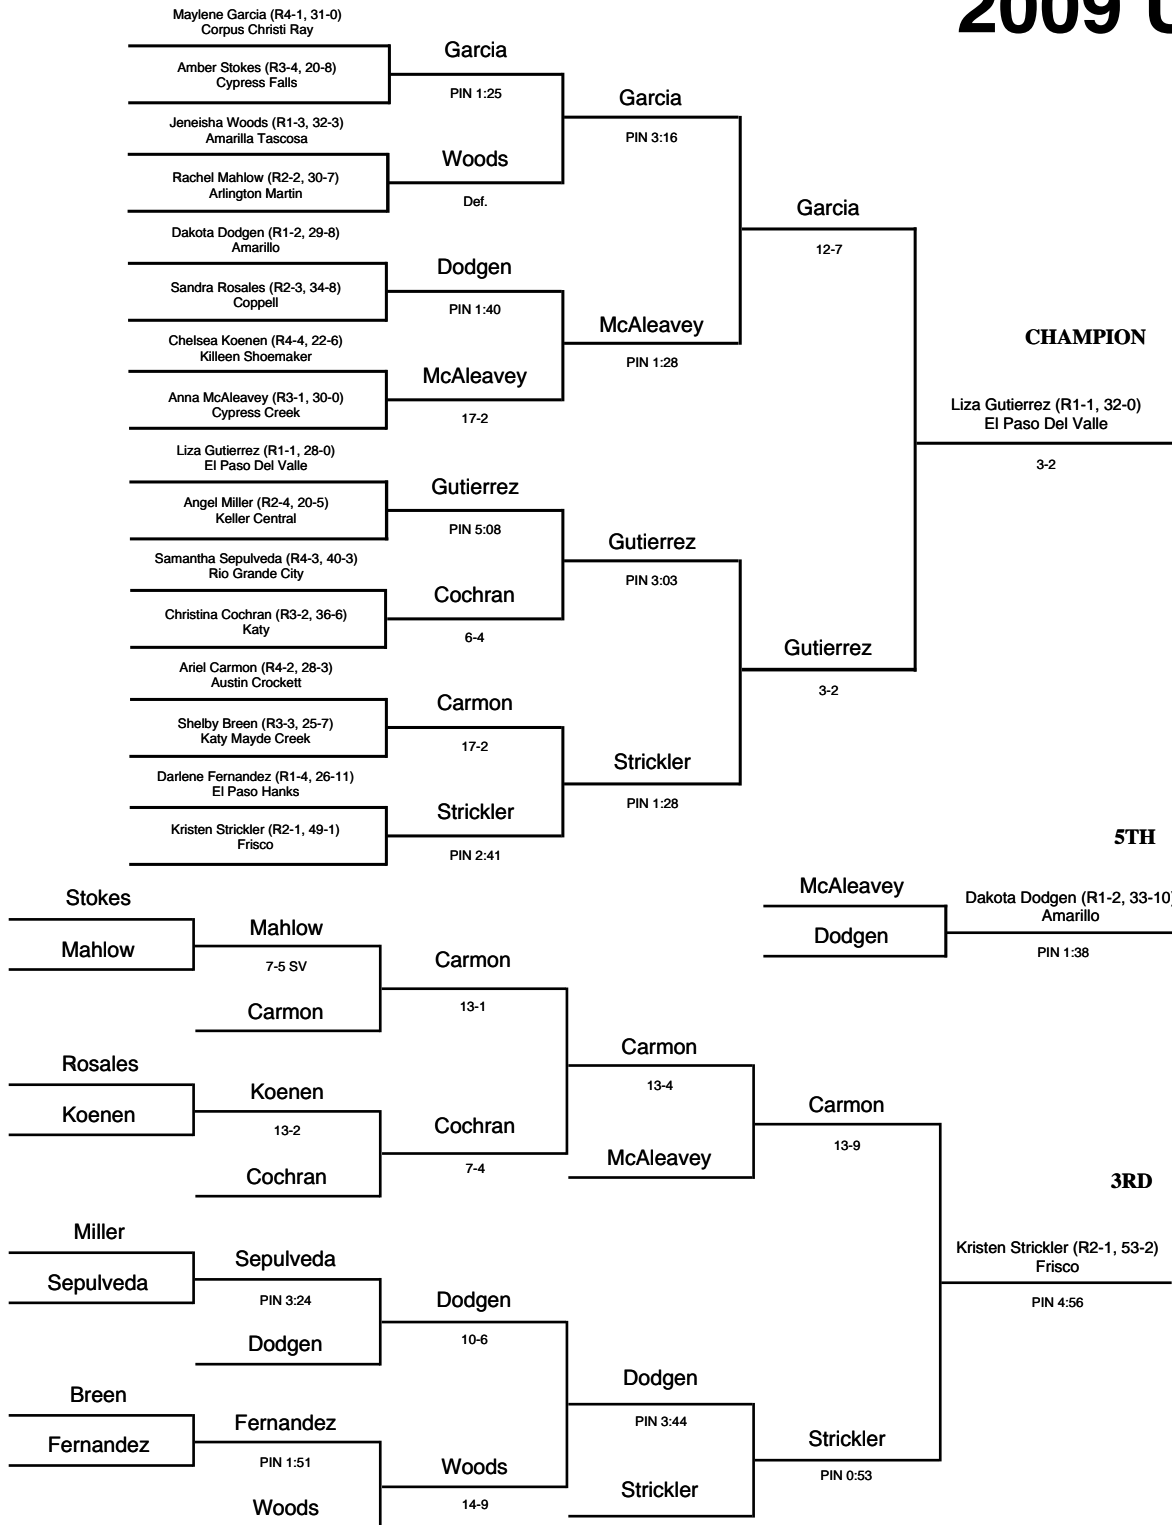 2009 U
Maylene Garcia (R4-1, 31-0)
Corpus Christi Ray
Amber Stokes (R3-4, 20-8)
Cypress Falls
Jeneisha Woods (R1-3, 32-3)
Amarilla Tascosa
Rachel Mahlow (R2-2, 30-7)
Arlington Martin
Dakota Dodgen (R1-2, 29-8)
Amarillo
Sandra Rosales (R2-3, 34-8)
Coppell
Chelsea Koenen (R4-4, 22-6)
Killeen Shoemaker
Anna McAleavey (R3-1, 30-0)
Cypress Creek
Liza Gutierrez (R1-1, 28-0)
El Paso Del Valle
Angel Miller (R2-4, 20-5)
Keller Central
Samantha Sepulveda (R4-3, 40-3)
Rio Grande City
Christina Cochran (R3-2, 36-6)
Katy
Ariel Carmon (R4-2, 28-3)
Austin Crockett
Shelby Breen (R3-3, 25-7)
Katy Mayde Creek
Darlene Fernandez (R1-4, 26-11)
El Paso Hanks
Kristen Strickler (R2-1, 49-1)
Frisco
Garcia
PIN 1:25
Woods
Def.
Dodgen
PIN 1:40
McAleavey
17-2
Gutierrez
PIN 5:08
Cochran
6-4
Carmon
17-2
Strickler
PIN 2:41
Garcia
PIN 3:16
McAleavey
PIN 1:28
Gutierrez
PIN 3:03
Strickler
PIN 1:28
Garcia
12-7
Gutierrez
3-2
CHAMPION
Liza Gutierrez (R1-1, 32-0)
El Paso Del Valle
3-2
5TH
McAleavey
Dodgen
Dakota Dodgen (R1-2, 33-10)
Amarillo
PIN 1:38
Stokes
Mahlow
Rosales
Koenen
Miller
Sepulveda
Breen
Fernandez
Mahlow
7-5 SV
Carmon
Koenen
13-2
Cochran
Sepulveda
PIN 3:24
Dodgen
Fernandez
PIN 1:51
Woods
Carmon
13-1
Cochran
7-4
Dodgen
10-6
Woods
14-9
Carmon
13-4
McAleavey
Dodgen
PIN 3:44
Strickler
Carmon
13-9
Strickler
PIN 0:53
3RD
Kristen Strickler (R2-1, 53-2)
Frisco
PIN 4:56